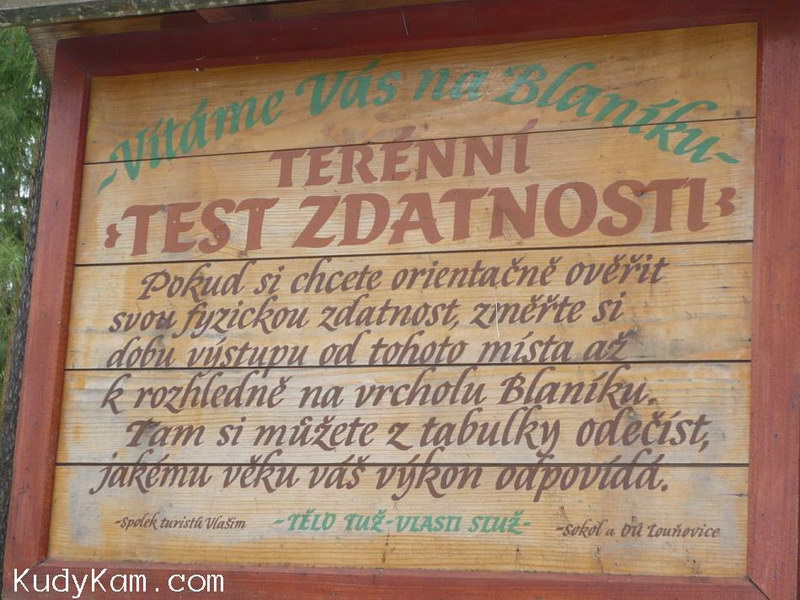 -Vítáme Vás na Blaníku-
TERÉNNÍ
TEST ZDATNOSTI
Pokud si chcete orientačně ověřit
svou fyzickou zdatnost, změřte si
dobu výstupu od tohoto místa až
k rozhledně na vrcholu Blaníku.
Tam si můžete z tabulky odečíst,
jakému věku váš výkon odpovídá.
-Spolek turistů Vlašim -TĚLO TUŽ-VLASTI SLUŽ- -Sokol a OÚ Louňovice
KudyKam.com